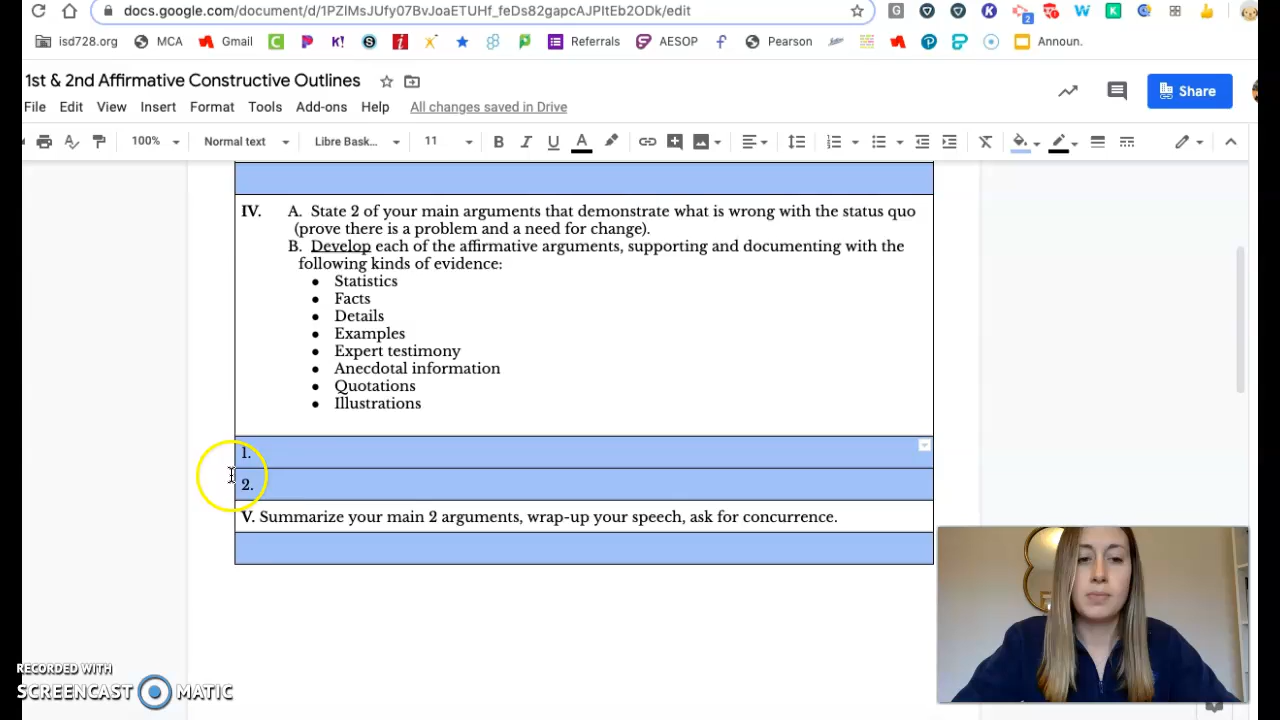 docs.google.com/document/d/1PZIMsJUfy07BvJoaETUHf_feDs82gapcAJPItEb2ODk/edit
isd728.org MCA Gmail Referrals AESOP Pearson Announ.
1st & 2nd Affirmative Constructive Outlines
Share
File Edit View Insert Format Tools Add-ons Help All changes saved in Drive
100% Normal text Libre Bask... 11
IV. A. State 2 of your main arguments that demonstrate what is wrong with the status quo
(prove there is a problem and a need for change).
B. Develop each of the affirmative arguments, supporting and documenting with the
following kinds of evidence:
• Statistics
• Facts
• Details
• Examples
• Expert testimony
• Anecdotal information
• Quotations
• Illustrations
1.
2.
V. Summarize your main 2 arguments, wrap-up your speech, ask for concurrence.
RECORDED WITH
SCREENCAST MATIC